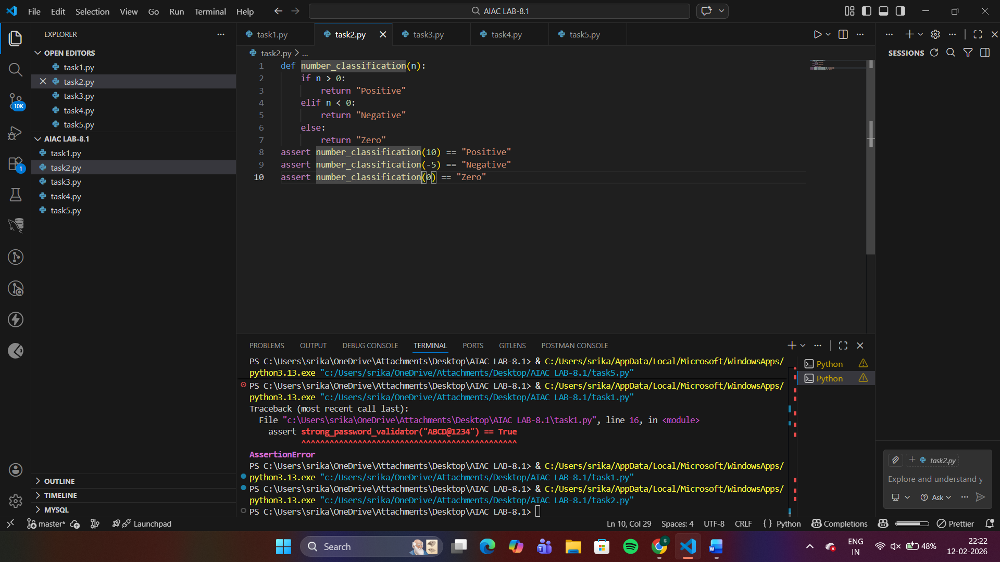 File Edit Selection View Go Run Terminal Help
AIAC LAB-8.1
EXPLORER
OPEN EDITORS
task1.py
task2.py
task3.py
task4.py
task5.py
AIAC LAB-8.1
task1.py
task2.py
task3.py
task4.py
task5.py
OUTLINE
TIMELINE
MYSQL
10K
1
task1.py task2.py task3.py task4.py task5.py
task2.py > ...
1 def number_classification(n):
2 if n > 0:
3 return "Positive"
4 elif n < 0:
5 return "Negative"
6 else:
7 return "Zero"
8 assert number_classification(10) == "Positive"
9 assert number_classification(-5) == "Negative"
10 assert number_classification(0) == "Zero"
PROBLEMS OUTPUT DEBUG CONSOLE TERMINAL PORTS GITLENS POSTMAN CONSOLE
PS C:\Users\srika\OneDrive\Attachments\Desktop\AIAC LAB-8.1> & C:/Users/srika/AppData/Local/Microsoft/WindowsApps/
python3.13.exe "c:/Users/srika/OneDrive/Attachments/Desktop/AIAC LAB-8.1/task5.py"
PS C:\Users\srika\OneDrive\Attachments\Desktop\AIAC LAB-8.1> & C:/Users/srika/AppData/Local/Microsoft/WindowsApps/
python3.13.exe "c:/Users/srika/OneDrive/Attachments/Desktop/AIAC LAB-8.1/task1.py"
Traceback (most recent call last):
File "c:\Users\srika\OneDrive\Attachments\Desktop\AIAC LAB-8.1\task1.py", line 16, in <module>
assert strong_password_validator("ABCD@1234") == True
^^^^^^^^^^^^^^^^^^^^^^^^^^^^^^^^^^^^^^^^^^^^^^
AssertionError
PS C:\Users\srika\OneDrive\Attachments\Desktop\AIAC LAB-8.1> & C:/Users/srika/AppData/Local/Microsoft/WindowsApps/
python3.13.exe "c:/Users/srika/OneDrive/Attachments/Desktop/AIAC LAB-8.1/task1.py"
PS C:\Users\srika\OneDrive\Attachments\Desktop\AIAC LAB-8.1> & C:/Users/srika/AppData/Local/Microsoft/WindowsApps/
python3.13.exe "c:/Users/srika/OneDrive/Attachments/Desktop/AIAC LAB-8.1/task2.py"
PS C:\Users\srika\OneDrive\Attachments\Desktop\AIAC LAB-8.1>
Python
Python
SESSIONS
task2.py
Explore and understand y
Ask
master* Launchpad Ln 10, Col 29 Spaces: 4 UTF-8 CRLF {} Python Completions Prettier
Search
ENG
IN
48%
22:22
12-02-2026